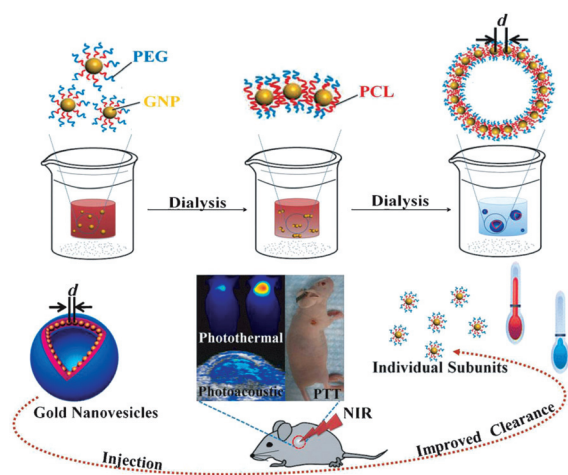 d
PEG
GNP
PCL
Dialysis
Dialysis
d
Photothermal
Photoacoustic
PTT
Individual Subunits
Gold Nanovesicles
NIR
Injection
Improved Clearance